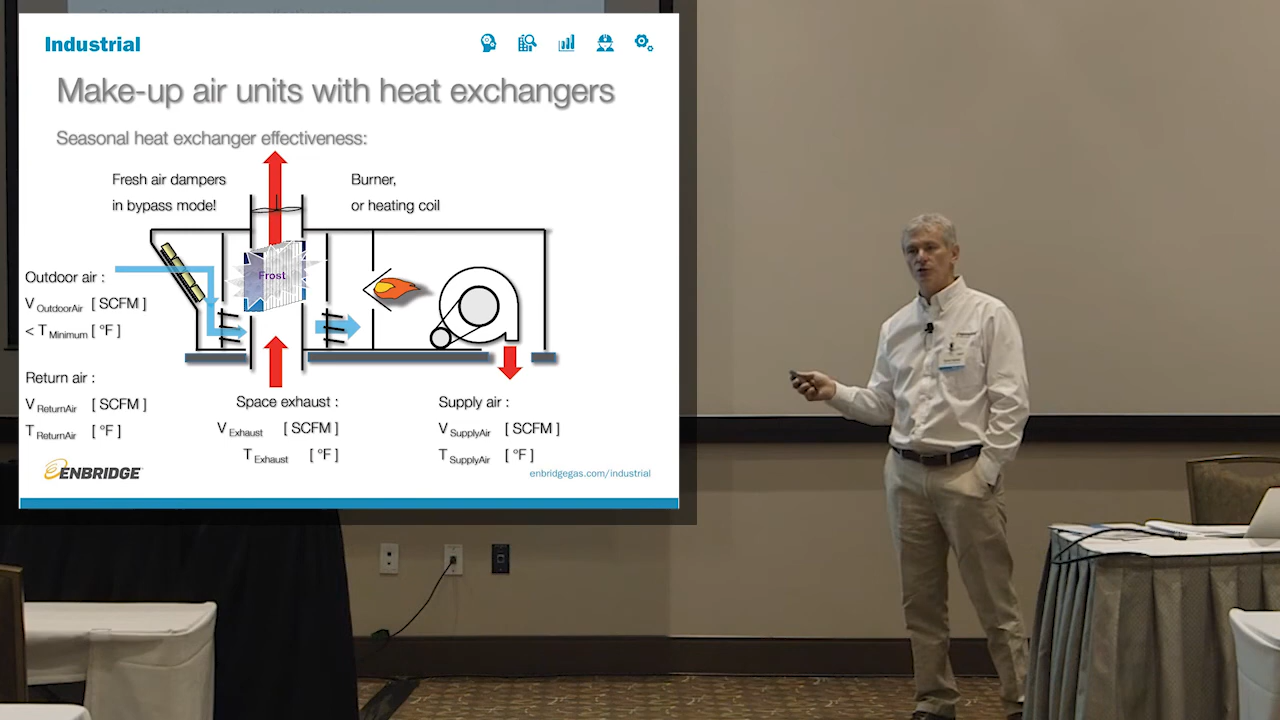 Industrial
Make-up air units with heat exchangers
Seasonal heat exchanger effectiveness:
Fresh air dampers
in bypass mode!
Burner,
or heating coil
Frost
Outdoor air :
V OutdoorAir [ SCFM ]
< T Minimum [ °F ]
Return air :
V ReturnAir [ SCFM ]
T ReturnAir [ °F ]
Space exhaust :
V Exhaust [ SCFM ]
T Exhaust [ °F ]
Supply air :
V SupplyAir [ SCFM ]
T SupplyAir [ °F ]
ENBRIDGE
enbridgegas.com/industrial